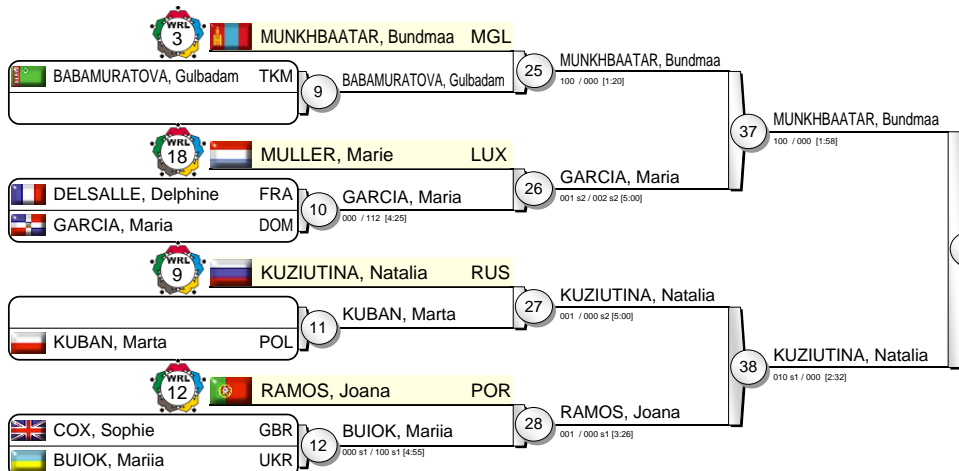 WRL
3
MUNKHBAATAR, Bundmaa MGL
BABAMURATOVA, Gulbadam TKM
9
BABAMURATOVA, Gulbadam
25
MUNKHBAATAR, Bundmaa
100 / 000 [1:20]
WRL
18
MULLER, Marie LUX
DELSALLE, Delphine FRA
GARCIA, Maria DOM
10
GARCIA, Maria
000 / 112 [4:25]
26
GARCIA, Maria
001 s2 / 002 s2 [5:00]
37
MUNKHBAATAR, Bundmaa
100 / 000 [1:58]
WRL
9
KUZIUTINA, Natalia RUS
KUBAN, Marta POL
11
KUBAN, Marta
27
KUZIUTINA, Natalia
001 / 000 s2 [5:00]
WRL
12
RAMOS, Joana POR
COX, Sophie GBR
BUIOK, Mariia UKR
12
BUIOK, Mariia
000 s1 / 100 s1 [4:55]
28
RAMOS, Joana
001 / 000 s1 [3:26]
38
KUZIUTINA, Natalia
010 s1 / 000 [2:32]